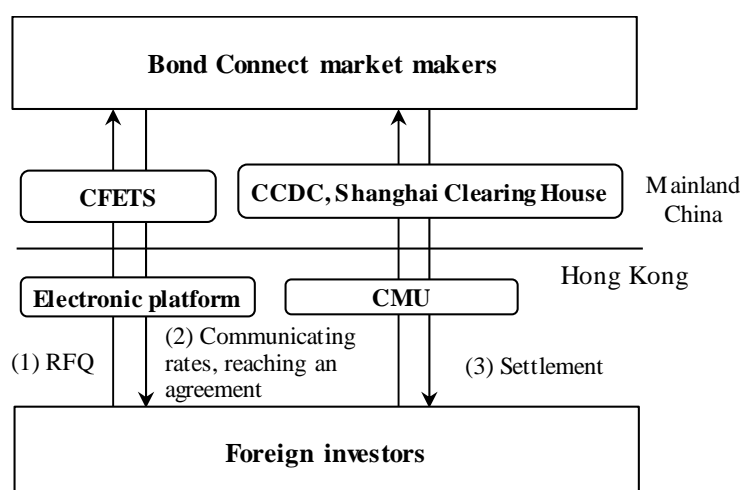 Bond Connect market makers
CFETS
CCDC, Shanghai Clearing House
Mainland
China
Hong Kong
Electronic platform
CMU
(1) RFQ
(2) Communicating
rates, reaching an
agreement
(3) Settlement
Foreign investors